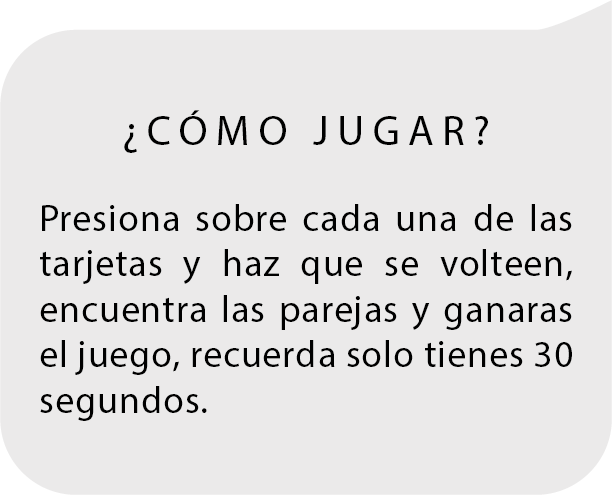 ¿CÓMO JUGAR?
Presiona sobre cada una de las
tarjetas y haz que se volteen,
encuentra las parejas y ganaras
el juego, recuerda solo tienes 30
segundos.